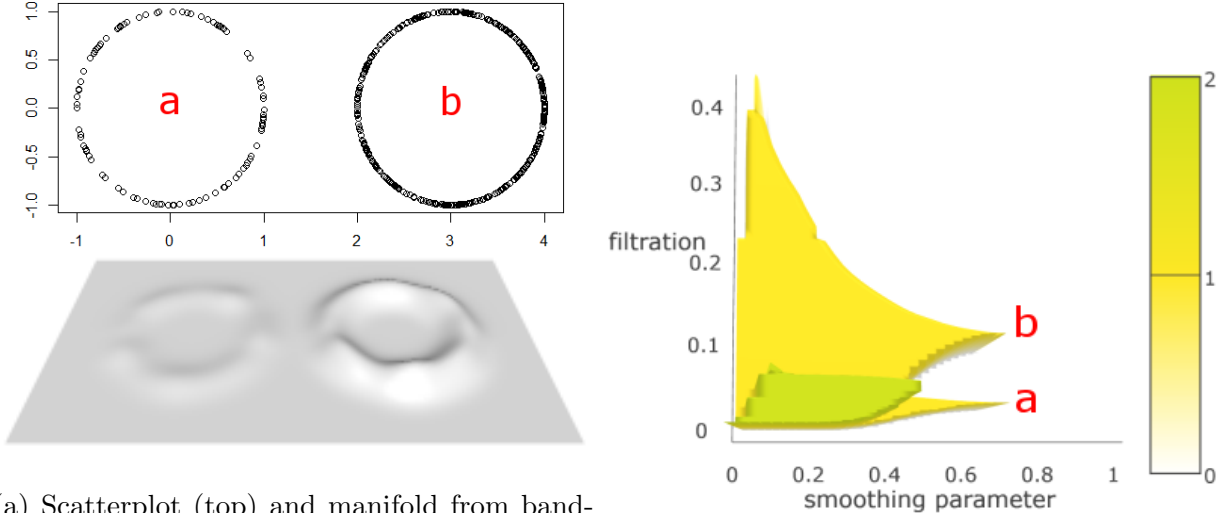 1.0
0.5
0.0
-0.5
-1.0
a
b
-1 0 1 2 3 4
0.4
0.3
filtration
0.2
0.1
0
b
a
0 0.2 0.4 0.6 0.8 1
smoothing parameter
2
1
0
(a) Scatterplot (top) and manifold from band-